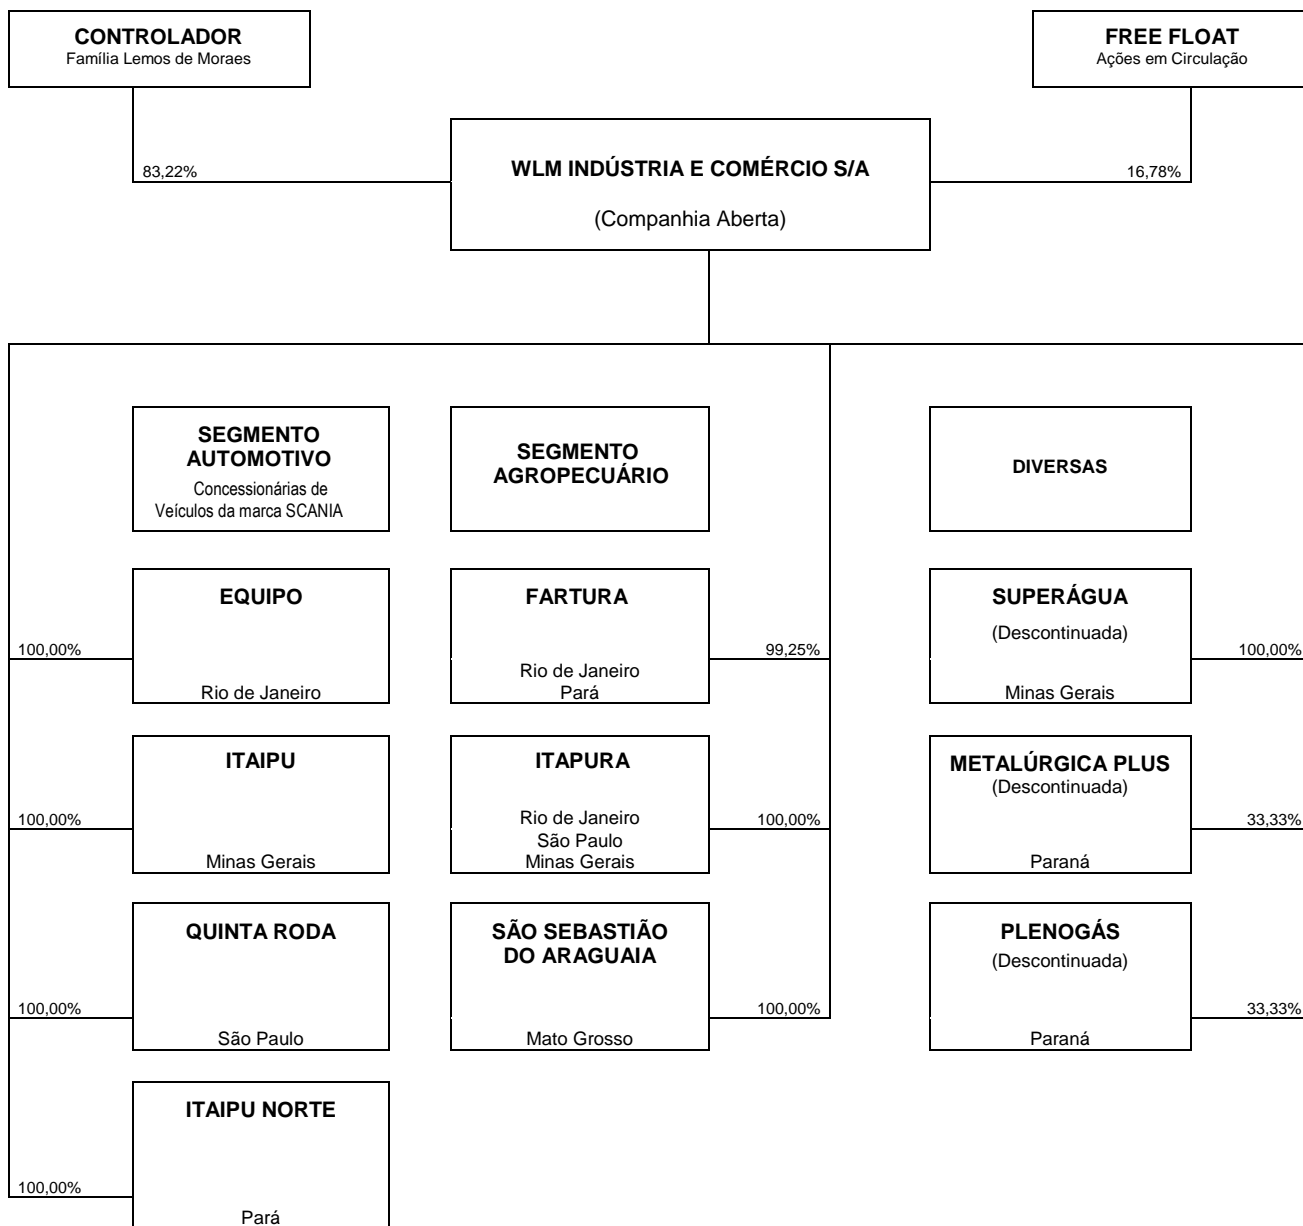 CONTROLADOR
Família Lemos de Moraes
FREE FLOAT
Ações em Circulação
83,22%
WLM INDÚSTRIA E COMÉRCIO S/A
(Companhia Aberta)
16,78%
SEGMENTO
AUTOMOTIVO
Concessionárias de
Veículos da marca SCANIA
SEGMENTO
AGROPECUÁRIO
DIVERSAS
EQUIPO
100,00%
Rio de Janeiro
FARTURA
99,25%
Rio de Janeiro
Pará
SUPERÁGUA
(Descontinuada)
100,00%
Minas Gerais
ITAIPU
100,00%
Minas Gerais
ITAPURA
Rio de Janeiro
100,00%
São Paulo
Minas Gerais
METALÚRGICA PLUS
(Descontinuada)
33,33%
Paraná
QUINTA RODA
100,00%
São Paulo
SÃO SEBASTIÃO
DO ARAGUAIA
100,00%
Mato Grosso
PLENOGÁS
(Descontinuada)
33,33%
Paraná
ITAIPU NORTE
100,00%
Pará